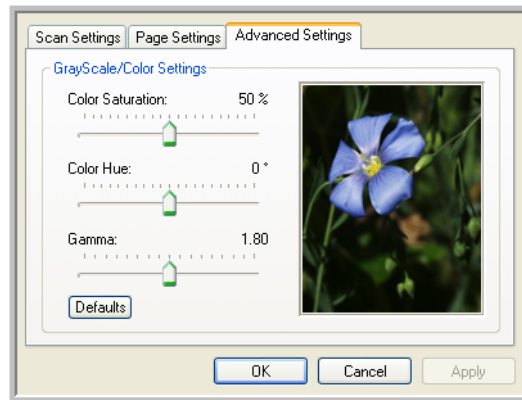 Scan Settings Page Settings Advanced Settings
GrayScale/Color Settings
Color Saturation: 50 %
Color Hue: 0 °
Gamma: 1.80
Defaults
OK Cancel Apply